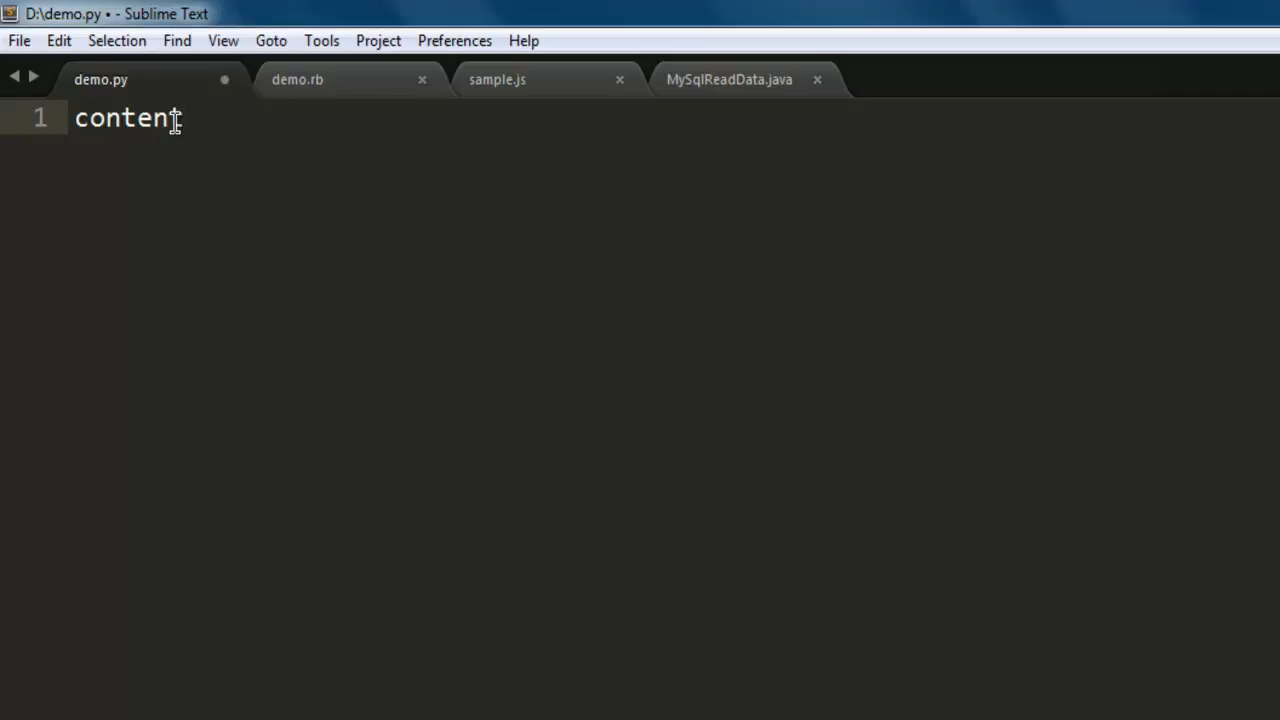 D:\demo.py • - Sublime Text
File Edit Selection Find View Goto Tools Project Preferences Help
demo.py demo.rb sample.js MySqlReadData.java
1 content